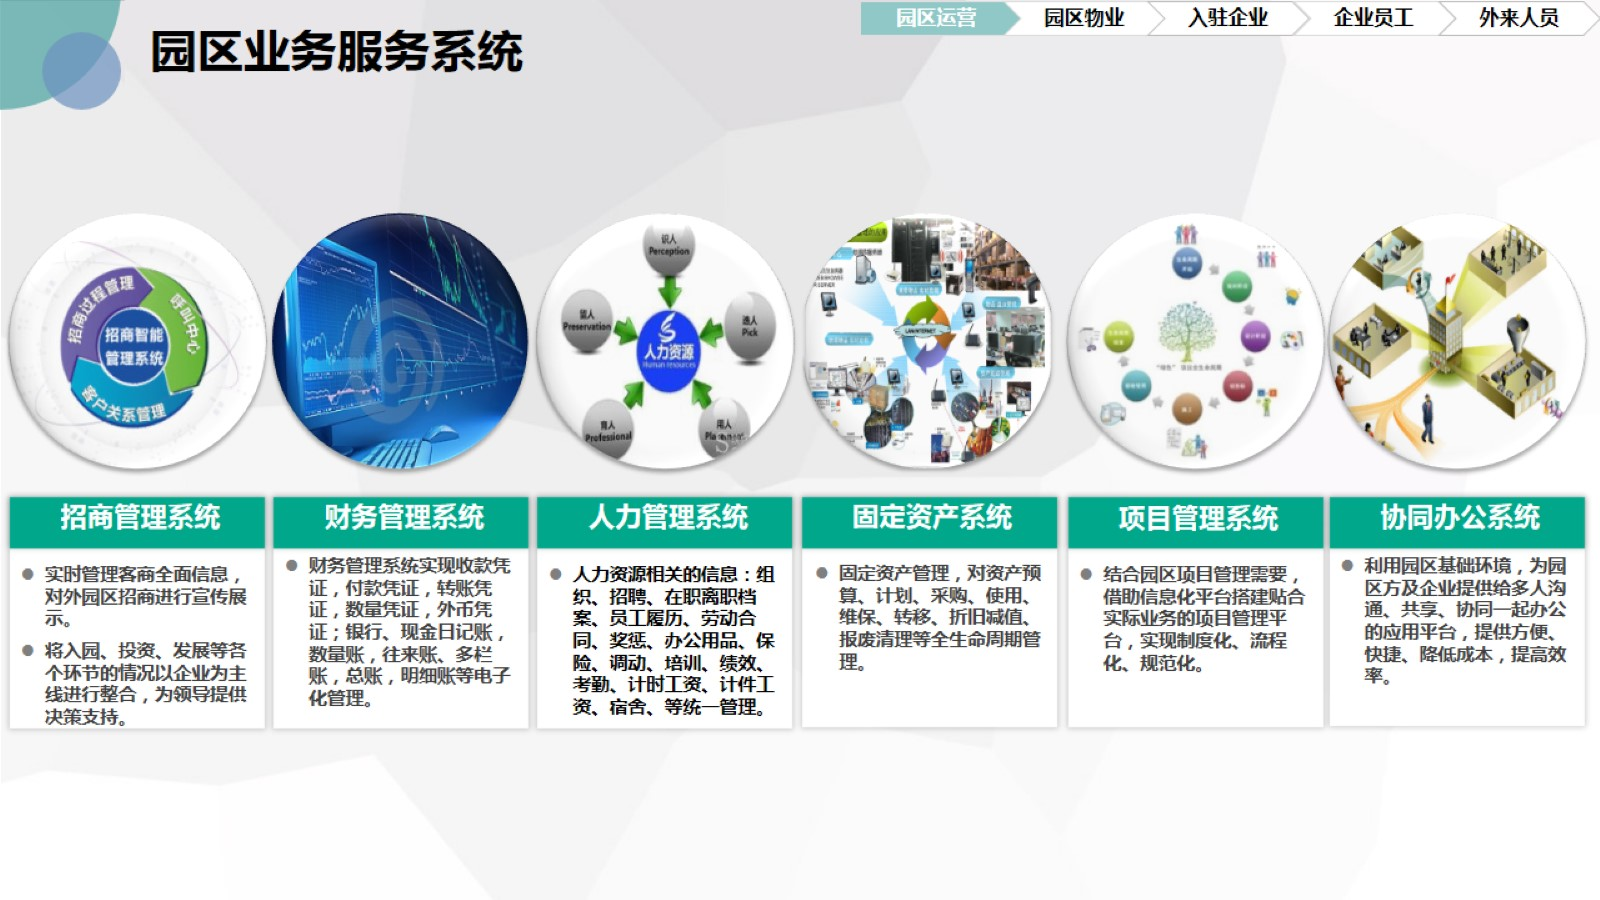 园区业务服务系统
园区运营
园区物业
入驻企业
企业员工
外来人员
招商过程管理
呼叫中心
客户关系管理
招商智能
管理系统
识人
Perception
留人
Preservation
选人
Pick
人力资源
Human resources
育人
Professional
用人
招商管理系统
实时管理客商全面信息，
对外园区招商进行宣传展
示。
将入园、投资、发展等各
个环节的情况以企业为主
线进行整合，为领导提供
决策支持。
财务管理系统
财务管理系统实现收款凭
证，付款凭证，转账凭
证，数量凭证，外币凭
证；银行、现金日记账，
数量账，往来账、多栏
账，总账，明细账等电子
化管理。
人力管理系统
人力资源相关的信息：组
织、招聘、在职离职档
案、员工履历、劳动合
同、奖惩、办公用品、保
险、调动、培训、绩效、
考勤、计时工资、计件工
资、宿舍、等统一管理。
固定资产系统
固定资产管理，对资产预
算、计划、采购、使用、
维保、转移、折旧减值、
报废清理等全生命周期管
理。
项目管理系统
结合园区项目管理需要，
借助信息化平台搭建贴合
实际业务的项目管理平
台，实现制度化、流程
化、规范化。
协同办公系统
利用园区基础环境，为园
区方及企业提供给多人沟
通、共享、协同一起办公
的应用平台，提供方便、
快捷、降低成本，提高效
率。